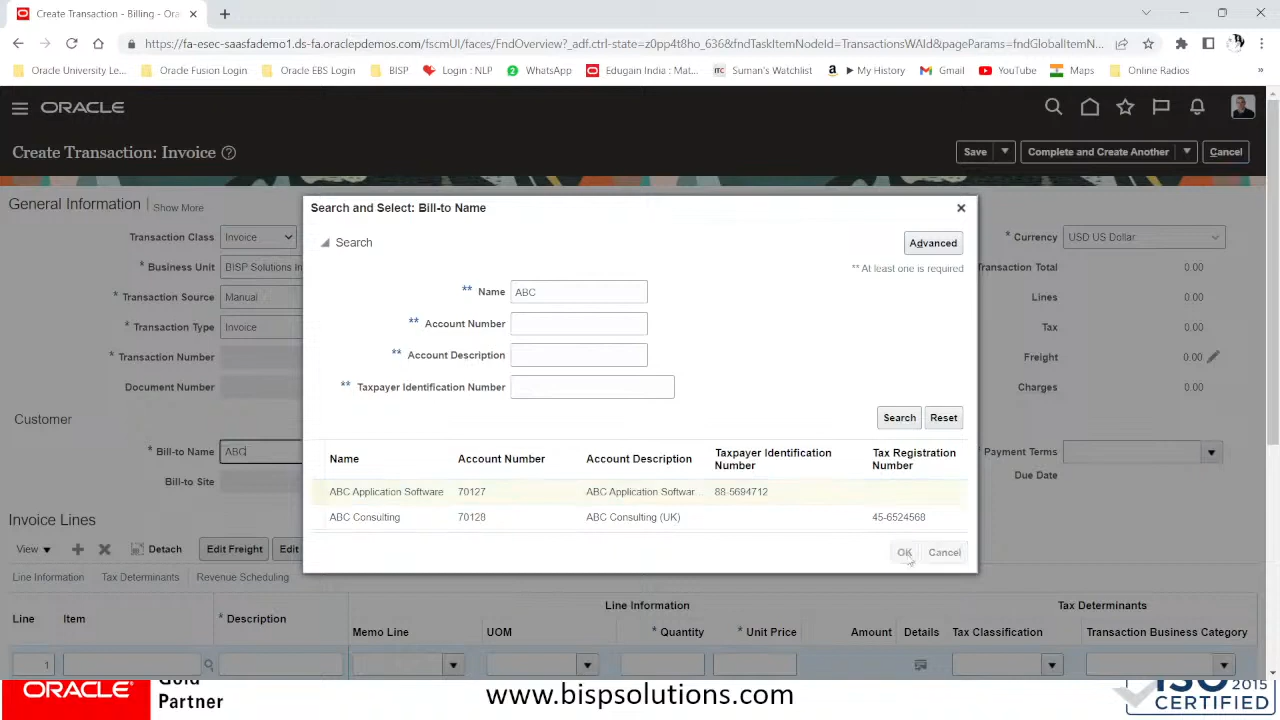 Create Transaction - Billing - Ora
https://fa-esec-saasfademo1.ds-fa.oraclepdemos.com/fscmUI/faces/FndOverview?_adf.ctrl-state=z0pp4t8ho_636&fndTaskItemNodeId=TransactionsWAId&pageParams=fndGlobalItemN...
Oracle University Le... Oracle Fusion Login Oracle EBS Login BISP Login : NLP WhatsApp Edugain India : Mat... Suman's Watchlist My History Gmail YouTube Maps Online Radios »
ORACLE
Create Transaction: Invoice Save Complete and Create Another Cancel
General Information Show More
Transaction Class Invoice
* Business Unit BISP Solutions In
* Transaction Source Manual
* Transaction Type Invoice
* Transaction Number
Document Number
Customer
* Bill-to Name ABC
Bill-to Site
Search and Select: Bill-to Name
Search
Advanced
** At least one is required
** Name ABC
** Account Number
** Account Description
** Taxpayer Identification Number
Search Reset
Name Account Number Account Description Taxpayer Identification Number Tax Registration Number
ABC Application Software 70127 ABC Application Softwar... 88-5694712
ABC Consulting 70128 ABC Consulting (UK) 45-6524568
OK Cancel
* Currency USD US Dollar
Transaction Total 0.00
Lines 0.00
Tax 0.00
Freight 0.00
Charges 0.00
* Payment Terms
Due Date
Invoice Lines
View Detach Edit Freight Edit
Line Information Tax Determinants Revenue Scheduling
Line Information Tax Determinants
Line Item * Description Memo Line UOM * Quantity * Unit Price Amount Details Tax Classification Transaction Business Category
1
ORACLE Gold
Partner
www.bispsolutions.com
ISO 2015
CERTIFIED